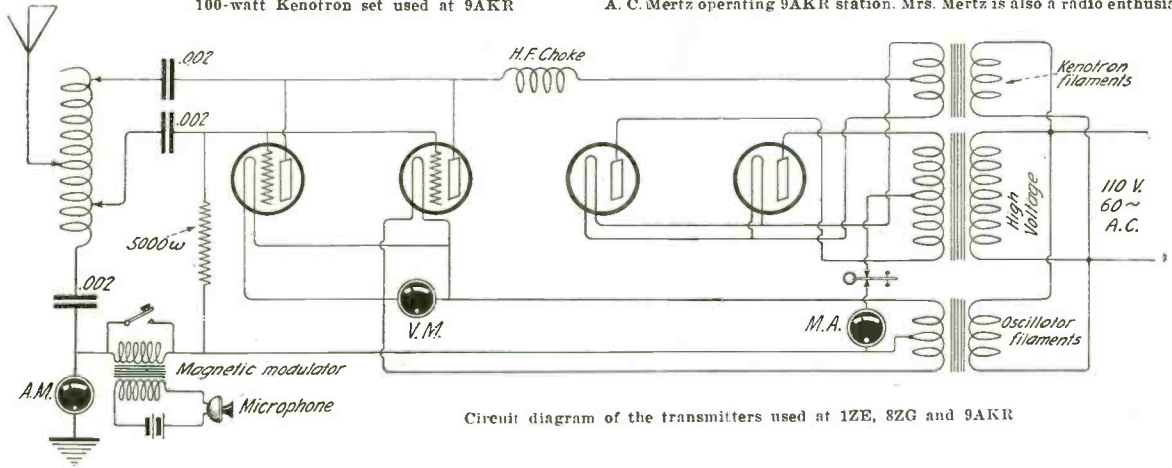 100-watt Kenotron set used at 9AKR
A. C. Mertz operating 9AKR station. Mrs. Mertz is also a radio enthusia
.002
H.F. Choke
Kenotron
filaments
.002
High
Voltage
110 V.
60~
A.C.
5000ω
.002
V.M.
M.A.
Oscillator
filaments
Magnetic modulator
A.M.
Microphone
Circuit diagram of the transmitters used at 1ZE, 8ZG and 9AKR